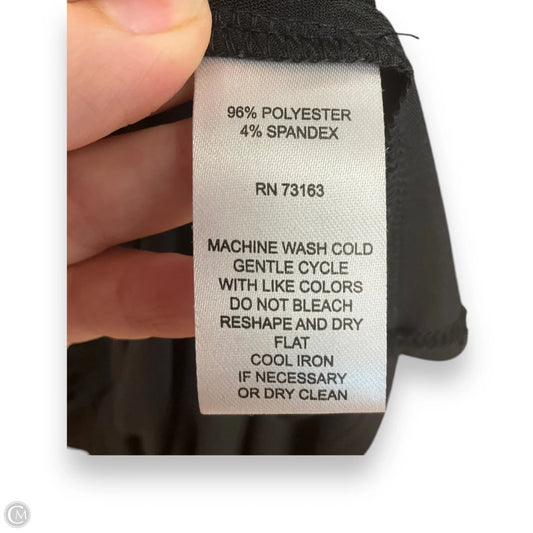 96% POLYESTER
4% SPANDEX
RN 73163
MACHINE WASH COLD
GENTLE CYCLE
WITH LIKE COLORS
DO NOT BLEACH
RESHAPE AND DRY
FLAT
COOL IRON
IF NECESSARY
OR DRY CLEAN
CM